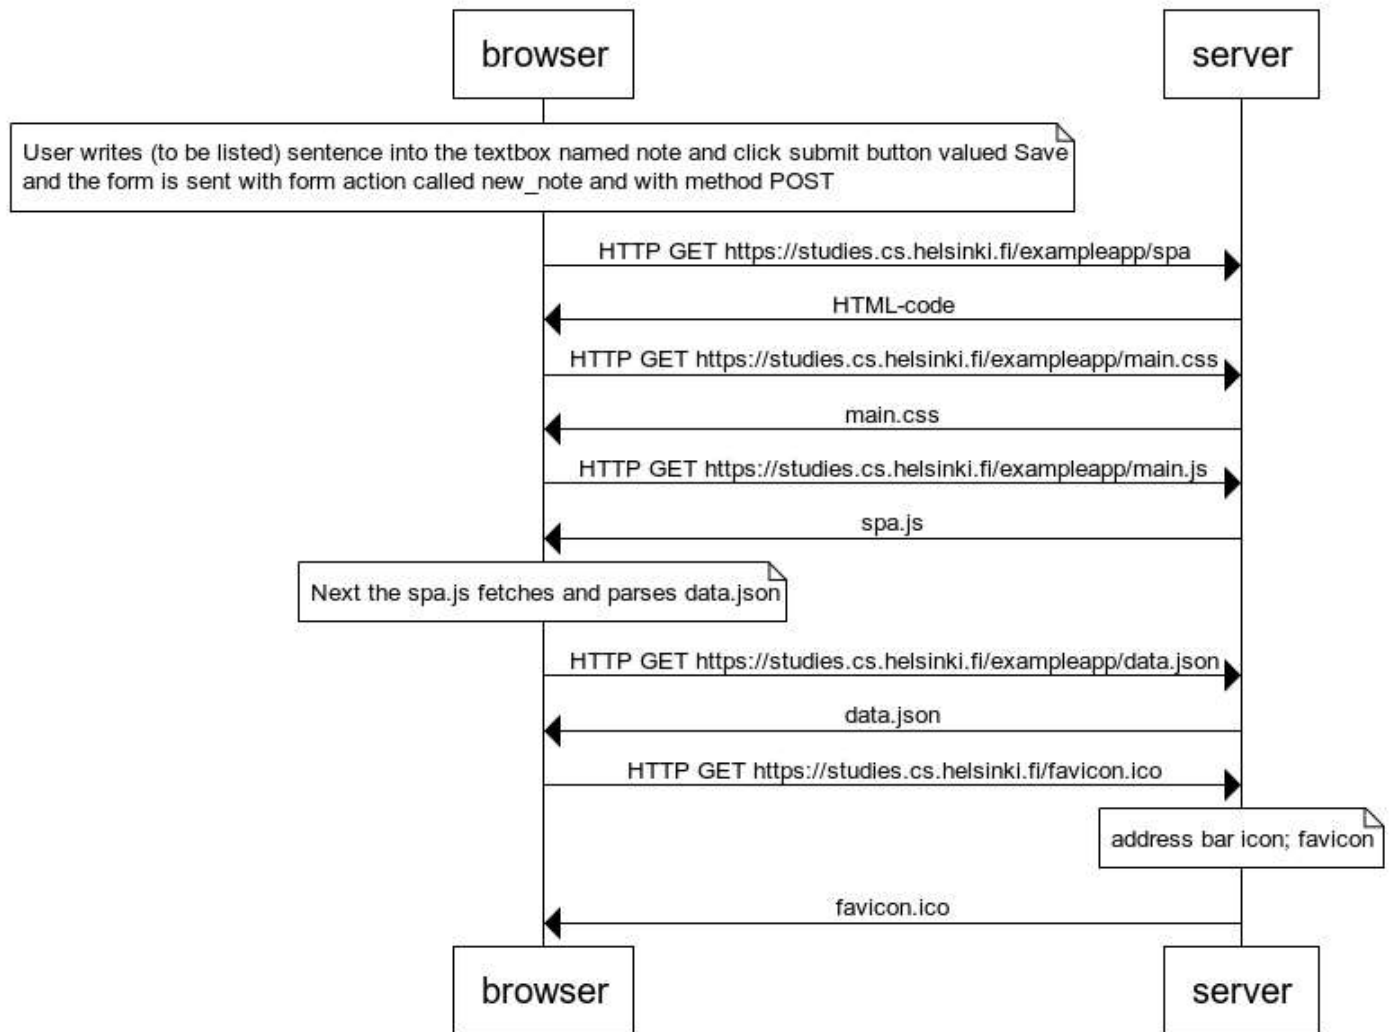 browser
server
User writes (to be listed) sentence into the textbox named note and click submit button valued Save
and the form is sent with form action called new_note and with method POST
HTTP GET https://studies.cs.helsinki.fi/exampleapp/spa
HTML-code
HTTP GET https://studies.cs.helsinki.fi/exampleapp/main.css
main.css
HTTP GET https://studies.cs.helsinki.fi/exampleapp/main.js
spa.js
Next the spa.js fetches and parses data.json
HTTP GET https://studies.cs.helsinki.fi/exampleapp/data.json
data.json
HTTP GET https://studies.cs.helsinki.fi/favicon.ico
address bar icon; favicon
favicon.ico
browser
server